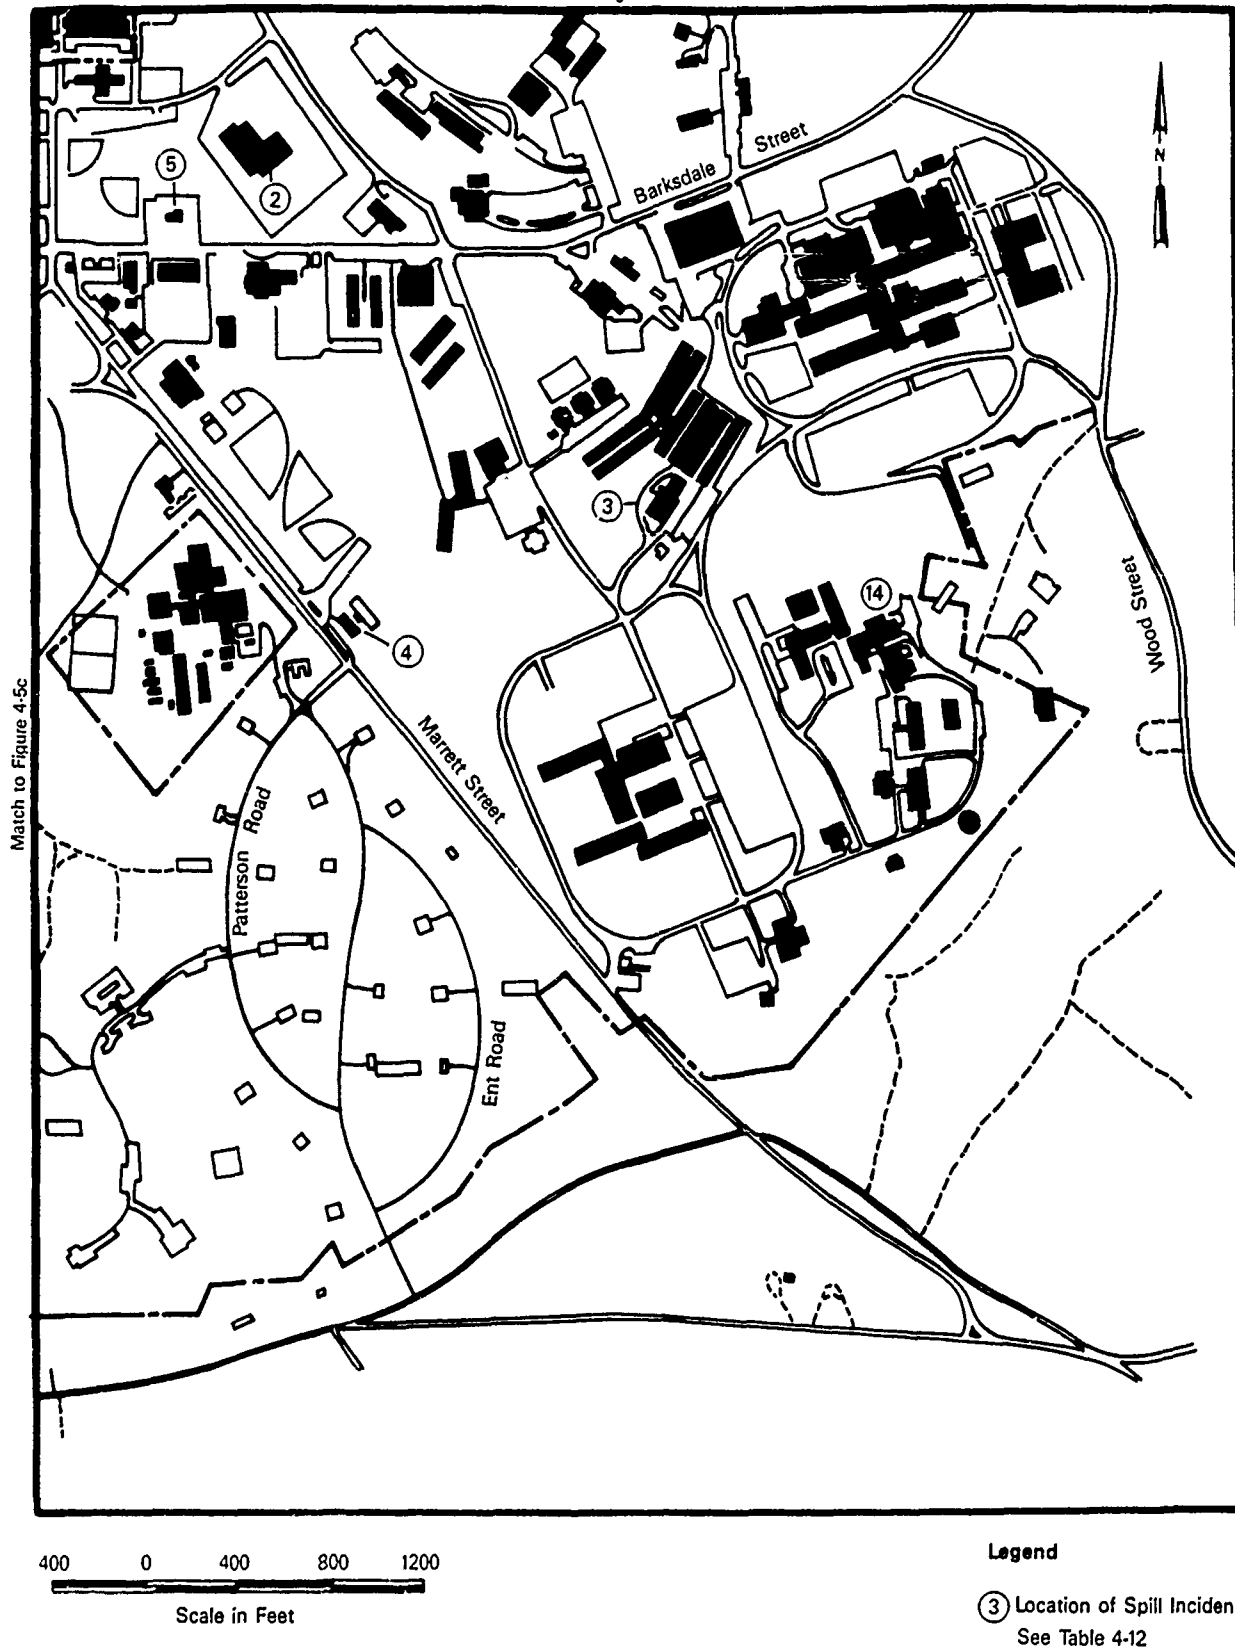 Barksdale Street
N
5
2
3
14
4
Wood Street
Match to Figure 4-5c
Marrett Street
Patterson Road
Ent Road
400 0 400 800 1200
Scale in Feet
Legend
3 Location of Spill Inciden
See Table 4-12